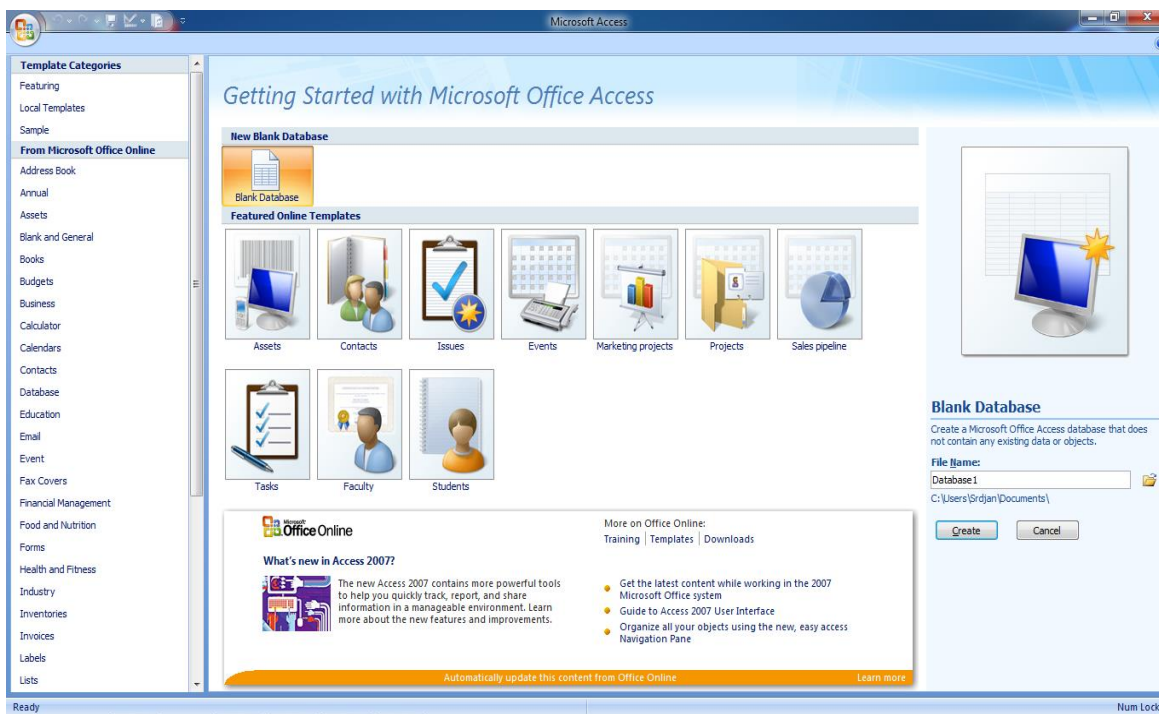 Microsoft Access
Template Categories
Featuring
Local Templates
Sample
From Microsoft Office Online
Address Book
Annual
Assets
Blank and General
Books
Budgets
Business
Calculator
Calendars
Contacts
Database
Education
Email
Event
Fax Covers
Financial Management
Food and Nutrition
Forms
Health and Fitness
Industry
Inventories
Invoices
Labels
Lists
Getting Started with Microsoft Office Access
New Blank Database
Blank Database
Featured Online Templates
Assets Contacts Issues Events Marketing projects Projects Sales pipeline
Tasks Faculty Students
Microsoft
Office Online
What's new in Access 2007?
The new Access 2007 contains more powerful tools
to help you quickly track, report, and share
information in a manageable environment. Learn
more about the new features and improvements.
More on Office Online:
Training | Templates | Downloads
Get the latest content while working in the 2007
Microsoft Office system
Guide to Access 2007 User Interface
Organize all your objects using the new, easy access
Navigation Pane
Automatically update this content from Office Online Learn more
Blank Database
Create a Microsoft Office Access database that does
not contain any existing data or objects.
File Name:
Database1
C:\Users\Srdjan\Documents\
Create Cancel
Ready Num Lock